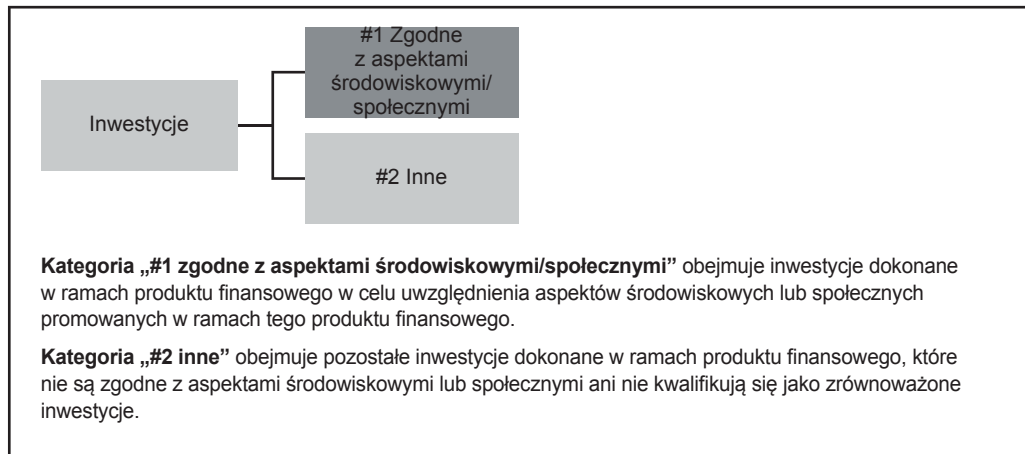 #1 Zgodne
z aspektami
środowiskowymi/
społecznymi
Inwestycje
#2 Inne
Kategoria „#1 zgodne z aspektami środowiskowymi/społecznymi” obejmuje inwestycje dokonane
w ramach produktu finansowego w celu uwzględnienia aspektów środowiskowych lub społecznych
promowanych w ramach tego produktu finansowego.
Kategoria „#2 inne” obejmuje pozostałe inwestycje dokonane w ramach produktu finansowego, które
nie są zgodne z aspektami środowiskowymi lub społecznymi ani nie kwalifikują się jako zrównoważone
inwestycje.